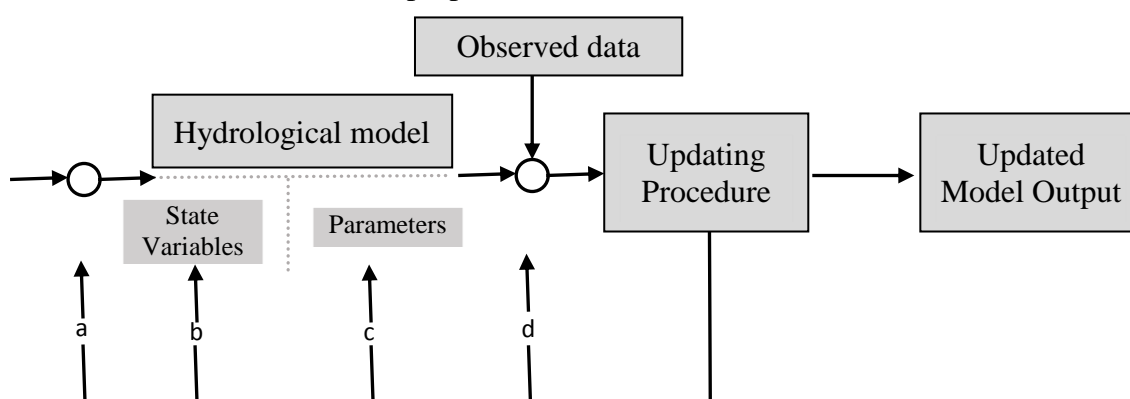 Observed data
Hydrological model
Updating
Procedure
Updated
Model Output
State
Variables
Parameters
a
b
c
d